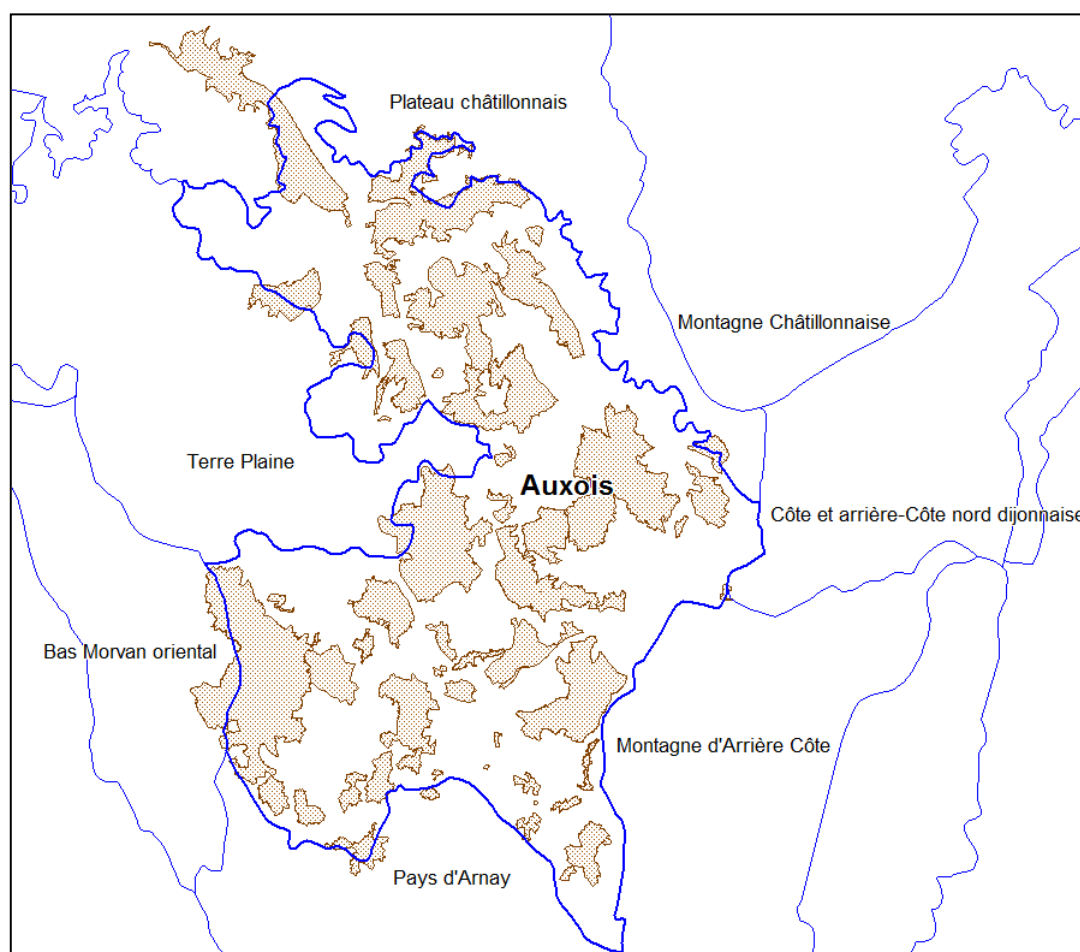 Plateau châtillonnais
Montagne Châtillonnaise
Terre Plaine
Auxois
Côte et arrière-Côte nord dijonnaise
Bas Morvan oriental
Montagne d'Arrière Côte
Pays d'Arnay